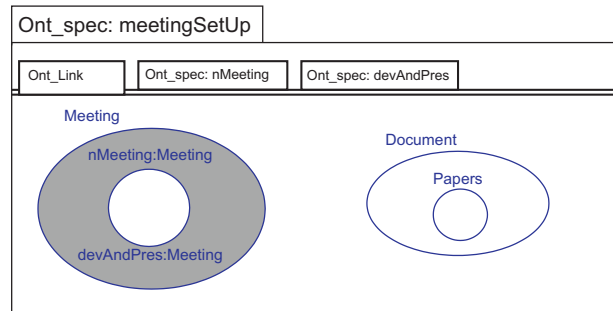 Ont_spec: meetingSetUp
Ont_Link
Ont_spec: nMeeting
Ont_spec: devAndPres
Meeting
nMeeting:Meeting
devAndPres:Meeting
Document
Papers